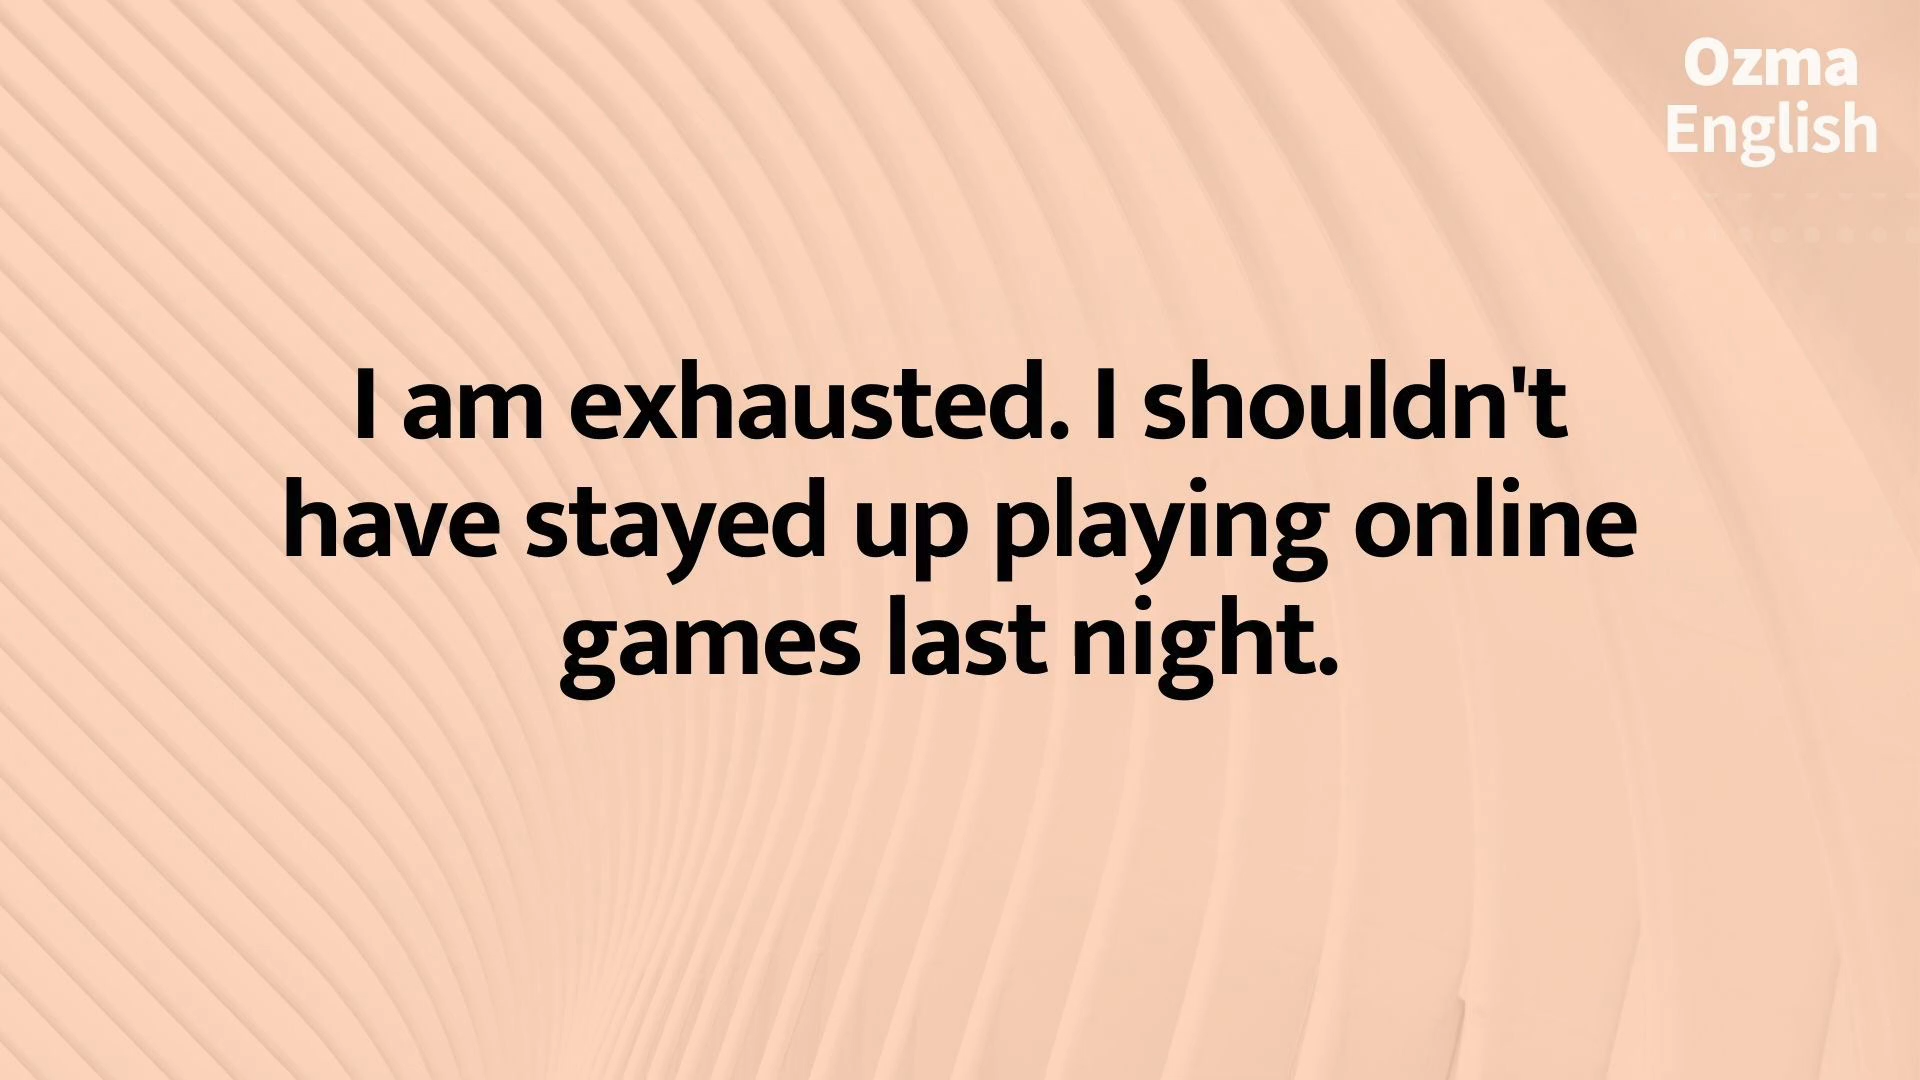 Ozma
English
I am exhausted. I shouldn't
have stayed up playing online
games last night.